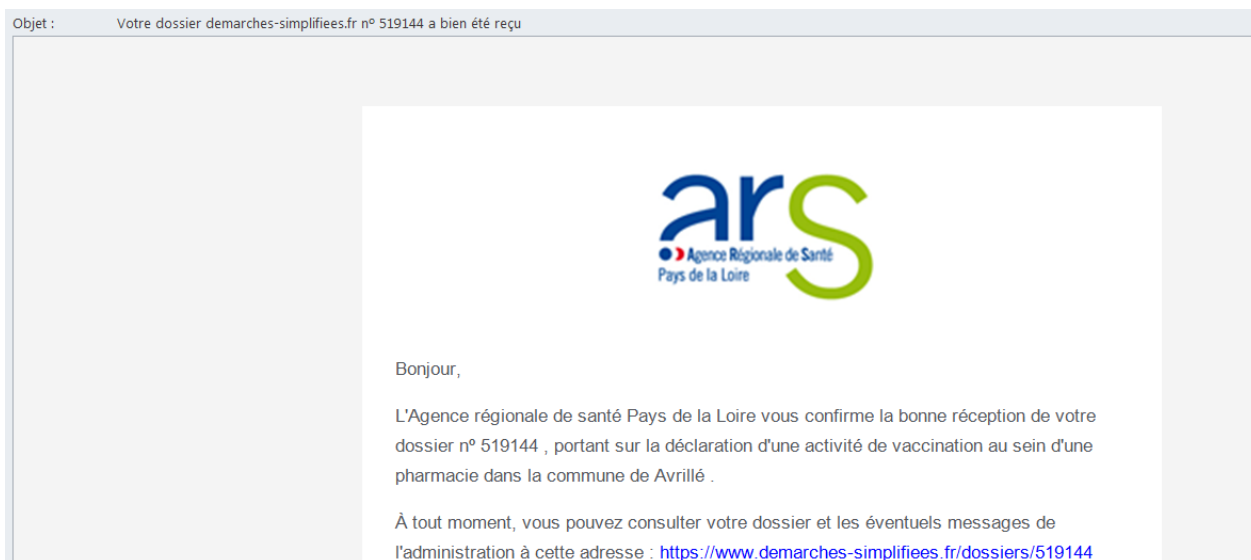 Objet : Votre dossier demarches-simplifiees.fr nº 519144 a bien été reçu
ars
Agence Régionale de Santé
Pays de la Loire
Bonjour,
L'Agence régionale de santé Pays de la Loire vous confirme la bonne réception de votre
dossier nº 519144 , portant sur la déclaration d'une activité de vaccination au sein d'une
pharmacie dans la commune de Avrillé .
À tout moment, vous pouvez consulter votre dossier et les éventuels messages de
l'administration à cette adresse : https://www.demarches-simplifiees.fr/dossiers/519144